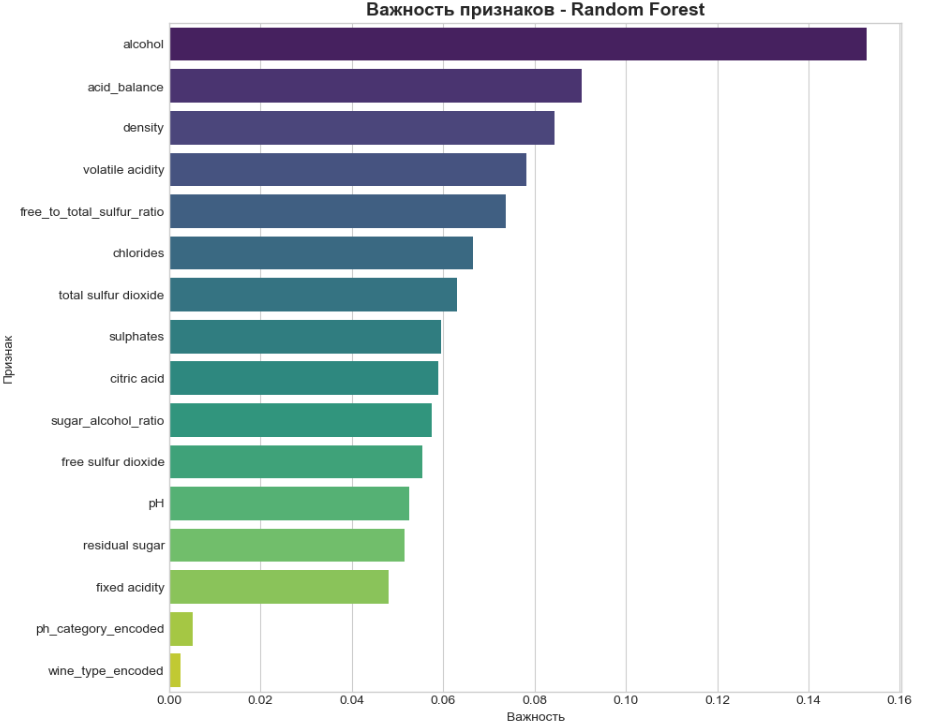 Важность признаков - Random Forest
alcohol
acid_balance
density
volatile acidity
free_to_total_sulfur_ratio
chlorides
total sulfur dioxide
sulphates
citric acid
sugar_alcohol_ratio
free sulfur dioxide
pH
residual sugar
fixed acidity
ph_category_encoded
wine_type_encoded
Признак
0.00 0.02 0.04 0.06 0.08 0.10 0.12 0.14 0.16
Важность